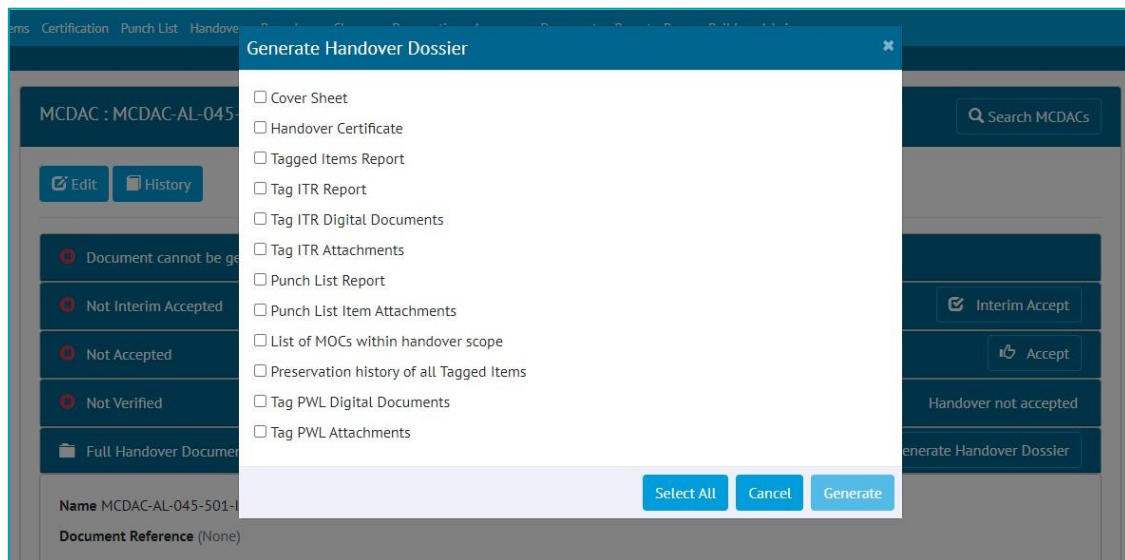 ems Certification Punch List Handove
Generate Handover Dossier
MCDAC : MCDAC-AL-045-
Search MCDACs
Edit History
Cover Sheet
Handover Certificate
Tagged Items Report
Tag ITR Report
Tag ITR Digital Documents
Tag ITR Attachments
Punch List Report
Punch List Item Attachments
List of MOCs within handover scope
Preservation history of all Tagged Items
Tag PWL Digital Documents
Tag PWL Attachments
Document cannot be ge
Not Interim Accepted Interim Accept
Not Accepted Accept
Not Verified Handover not accepted
Full Handover Documen enerate Handover Dossier
Select All Cancel Generate
Name MCDAC-AL-045-501-I
Document Reference (None)